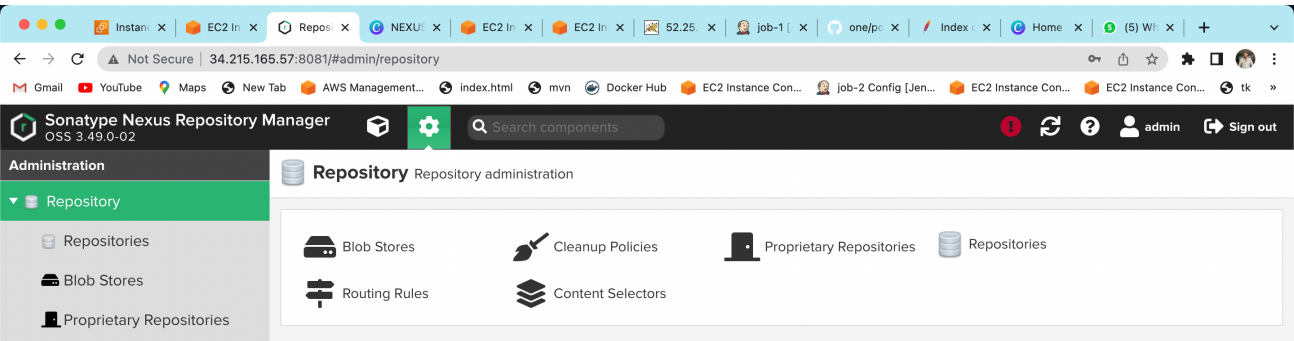 Instanc
EC2 In
Reposi
NEXUS
EC2 In
EC2 In
52.25.
job-1 [
one/po
Index o
Home
(5) Wh
Not Secure | 34.215.165.57:8081/#admin/repository
Gmail
YouTube
Maps
New Tab
AWS Management...
index.html
mvn
Docker Hub
EC2 Instance Con...
job-2 Config [Jen...
EC2 Instance Con...
EC2 Instance Con...
tk
»
Sonatype Nexus Repository Manager
OSS 3.49.0-02
Search components
admin
Sign out
Administration
Repository
Repositories
Blob Stores
Proprietary Repositories
Repository Repository administration
Blob Stores
Cleanup Policies
Proprietary Repositories
Repositories
Routing Rules
Content Selectors